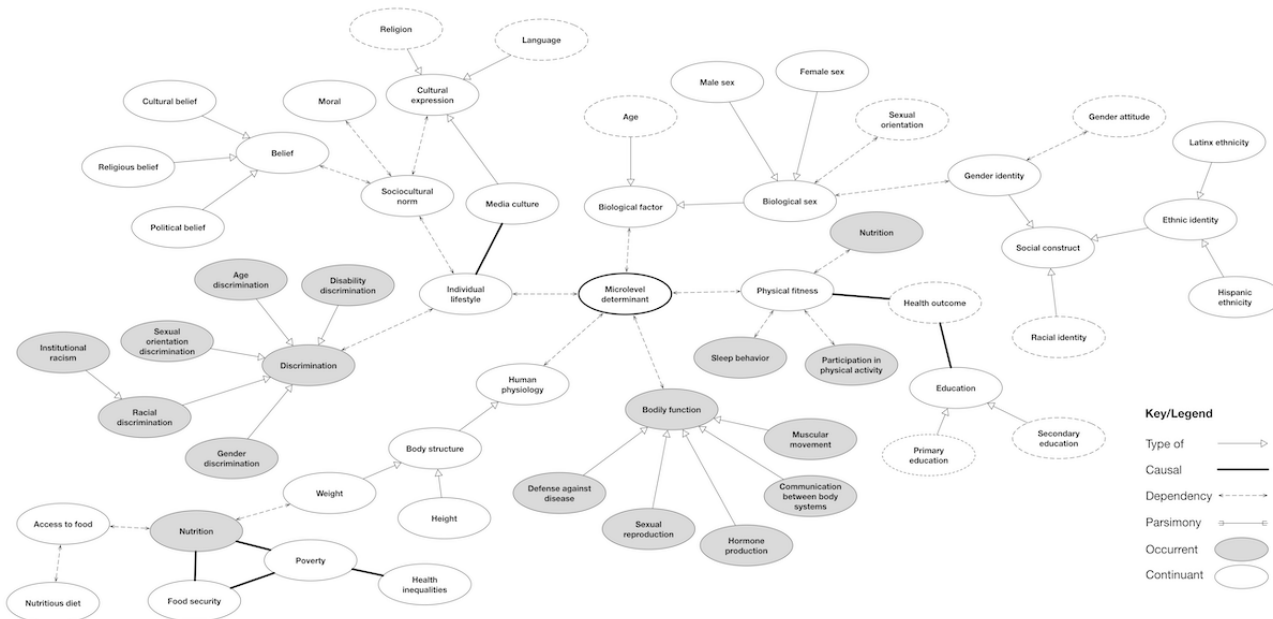 Religion
Language
Cultural belief
Moral
Cultural
expression
Male sex
Female sex
Age
Sexual
orientation
Gender attitude
Latinx ethnicity
Religious belief
Belief
Sociocultural
norm
Media culture
Biological factor
Biological sex
Gender identity
Ethnic identity
Political belief
Nutrition
Social construct
Age
discrimination
Disability
discrimination
Individual
lifestyle
Microlevel
determinant
Physical fitness
Health outcome
Hispanic
ethnicity
Institutional
racism
Sexual
orientation
discrimination
Discrimination
Sleep behavior
Participation in
physical activity
Racial identity
Human
physiology
Education
Racial
discrimination
Bodily function
Gender
discrimination
Body structure
Muscular
movement
Primary
education
Secondary
education
Weight
Height
Defense against
disease
Communication
between body
systems
Access to food
Nutrition
Sexual
reproduction
Hormone
production
Poverty
Health
inequalities
Nutritious diet
Food security
Key/Legend
Type of
Causal
Dependency
Parsimony
Occurrent
Continuant